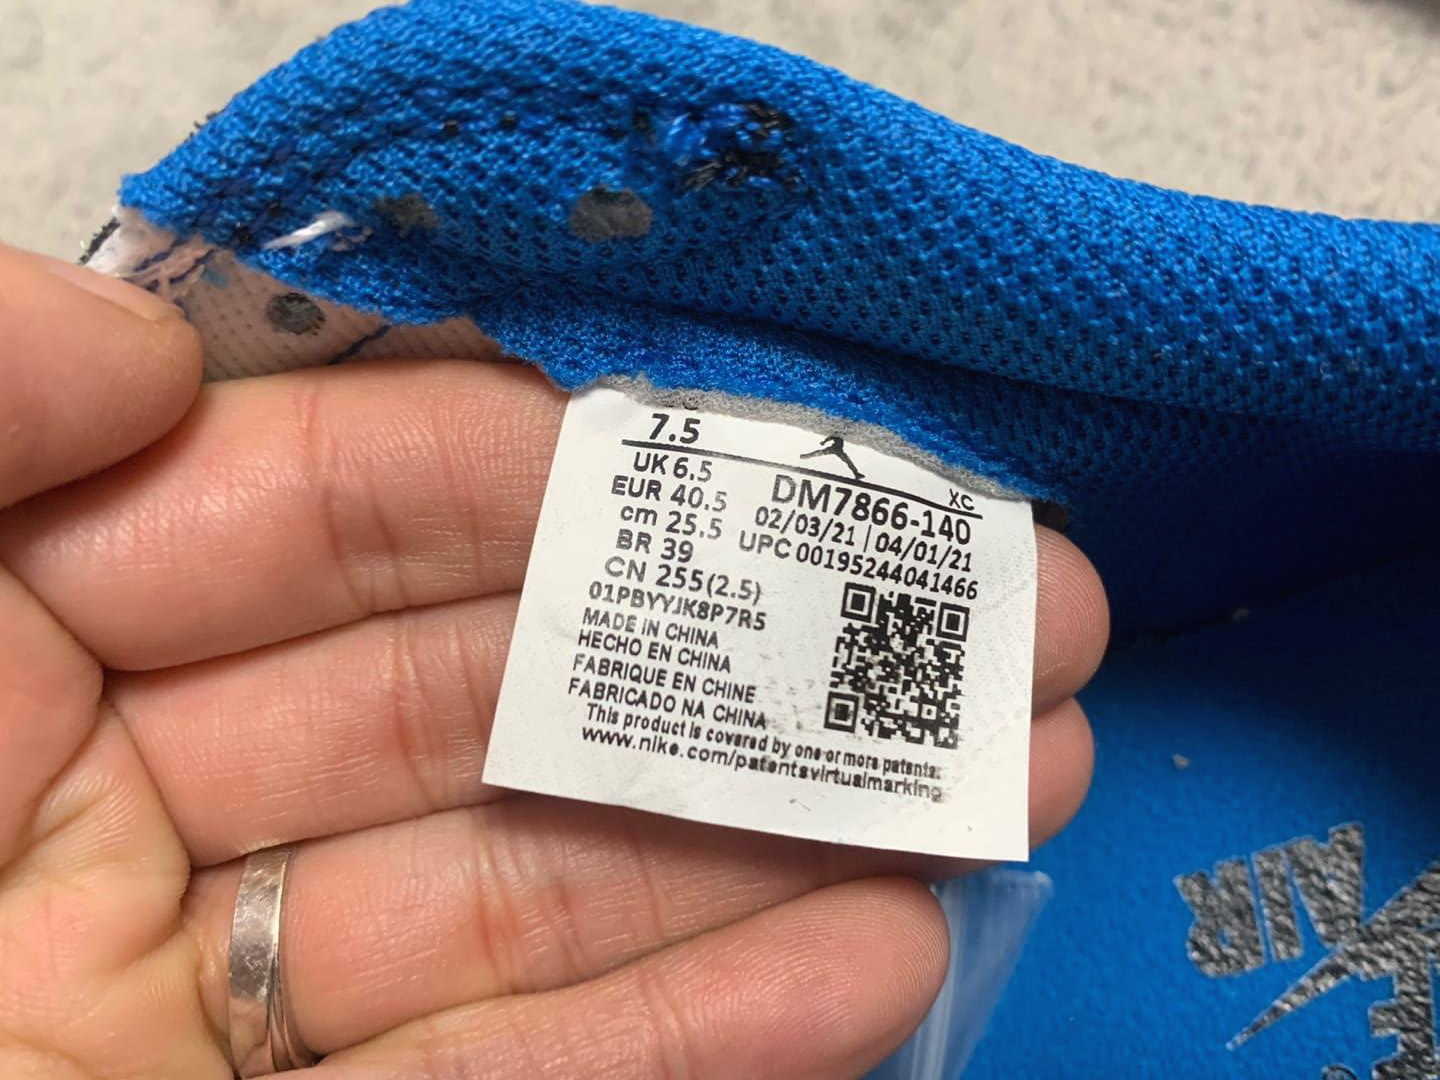 7.5
UK 6.5
EUR 40.5
cm 25.5
BR 39
CN 255(2.5)
01PBYYJK8P7R5
XC
DM7866-140
02/03/21 | 04/01/21
UPC 00195244041466
MADE IN CHINA
HECHO EN CHINA
FABRIQUE EN CHINE
FABRICADO NA CHINA
This product is covered by one or more patents:
www.nike.com/patentsvirtualmarking
AIR